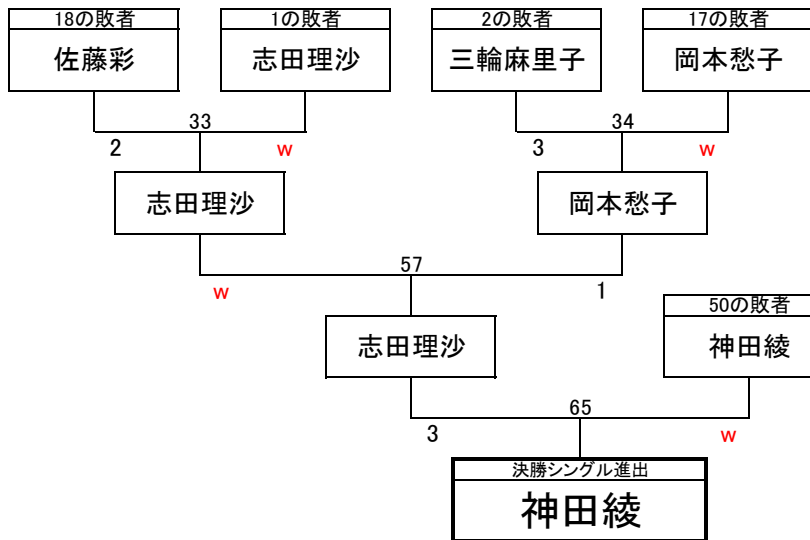 18の敗者 1の敗者 2の敗者 17の敗者
佐藤彩 志田理沙 三輪麻里子 岡本愁子
33 34
2 w 3 w
志田理沙 岡本愁子
57
w 1
50の敗者
志田理沙 神田綾
65
3 w
決勝シングル進出
神田綾